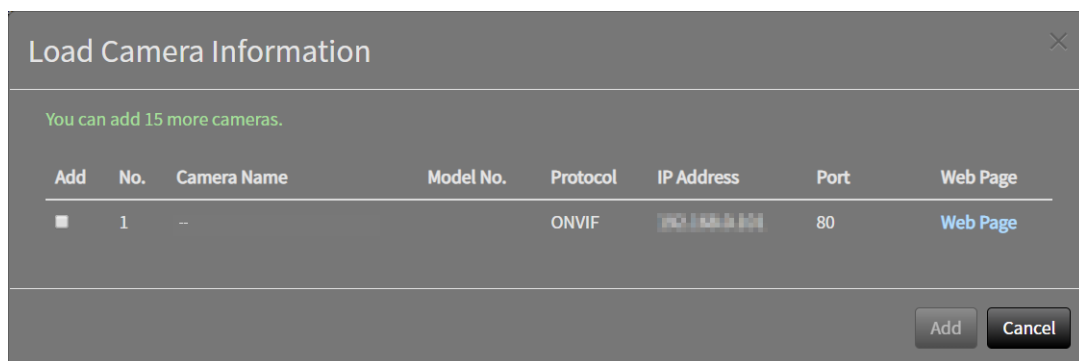 Load Camera Information
You can add 15 more cameras.
Add No. Camera Name Model No. Protocol IP Address Port Web Page
1 -- ONVIF 80 Web Page
Add Cancel